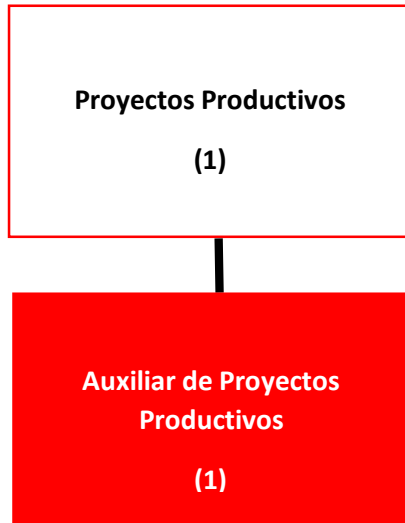 Proyectos Productivos
(1)
Auxiliar de Proyectos
Productivos
(1)